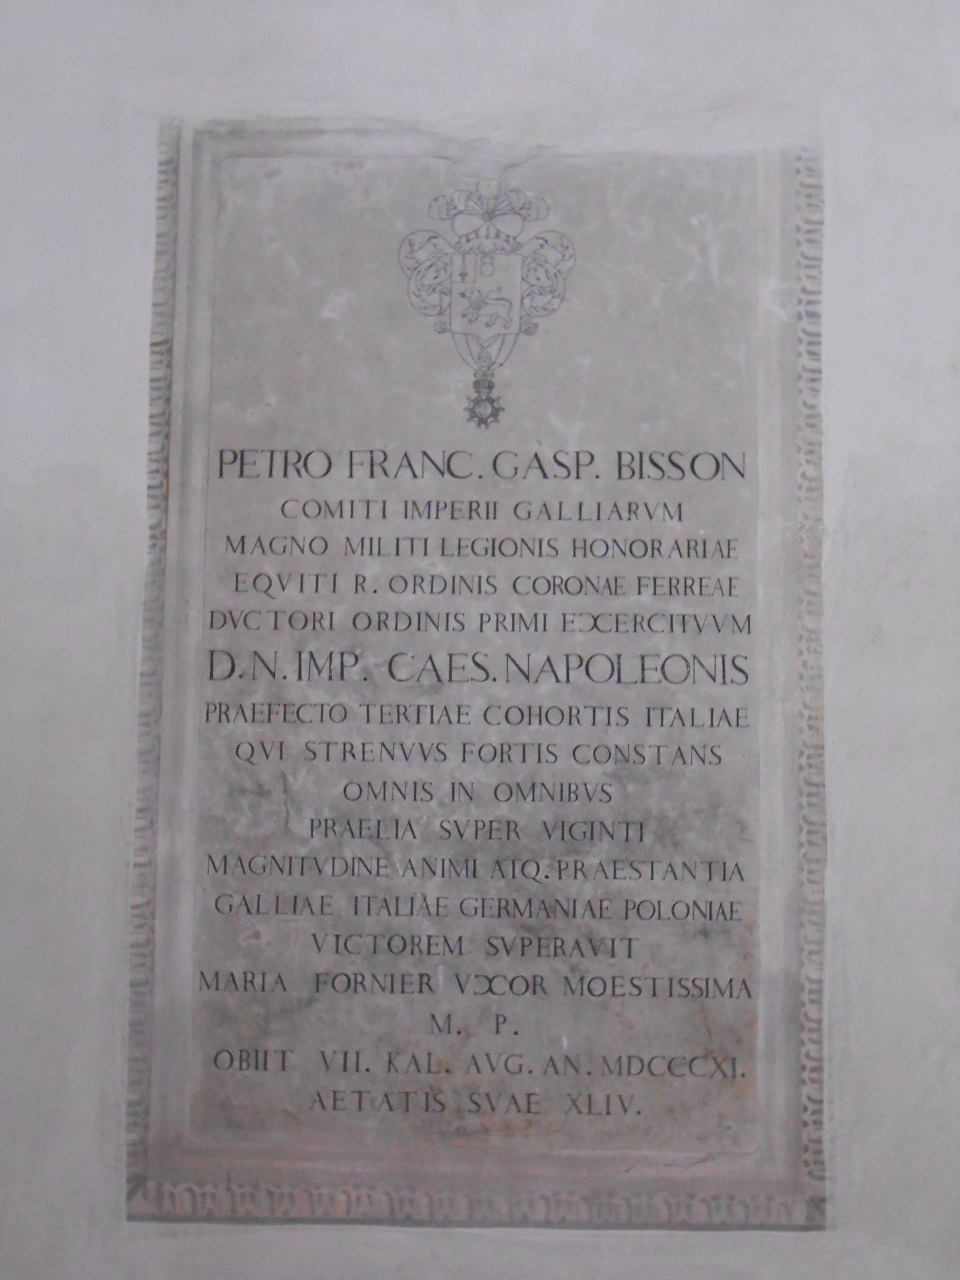 PETRO FRANC. GASP. BISSON
COMITI IMPERII GALLIARVM
MAGNO MILITI LEGIONIS HONORARIAE
EQVITI R. ORDINIS CORONAE FERREAE
DVCTORI ORDINIS PRIMI EXCERCITVVM
D.N.IMP. CAES.NAPOLEONIS
PRAEFECTO TERTIAE COHORTIS ITALIAE
QVI STRENVVS FORTIS CONSTANS
OMNIS IN OMNIBVS
PRAELIA SVPER VIGINTI
MAGNITVDINE ANIMI ATQ.PRAESTANTIA
GALLIAE ITALIAE GERMANIAE POLONIAE
VICTOREM SVPERAVIT
MARIA FORNIER VXOR MOESTISSIMA
M. P.
OBIIT VII. KAL. AVG. AN. MDCCCXI.
AETATIS SVAE XLIV.